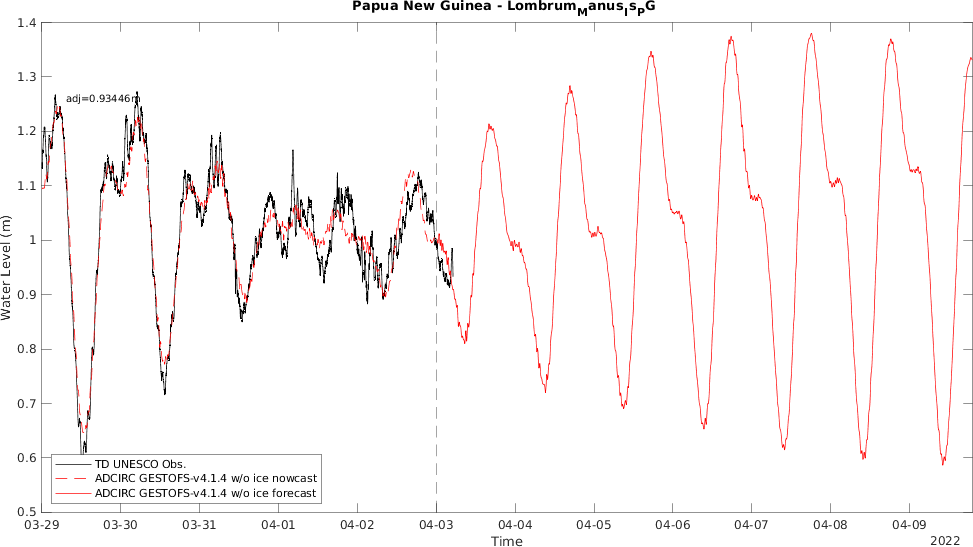 Papua New Guinea - LombrumManusIsPG
adj=0.93446m
Water Level (m)
1.4
1.3
1.2
1.1
1
0.9
0.8
0.7
0.6
0.5
TD UNESCO Obs.
ADCIRC GESTOFS-v4.1.4 w/o ice nowcast
ADCIRC GESTOFS-v4.1.4 w/o ice forecast
03-29 03-30 03-31 04-01 04-02 04-03 04-04 04-05 04-06 04-07 04-08 04-09
Time
2022